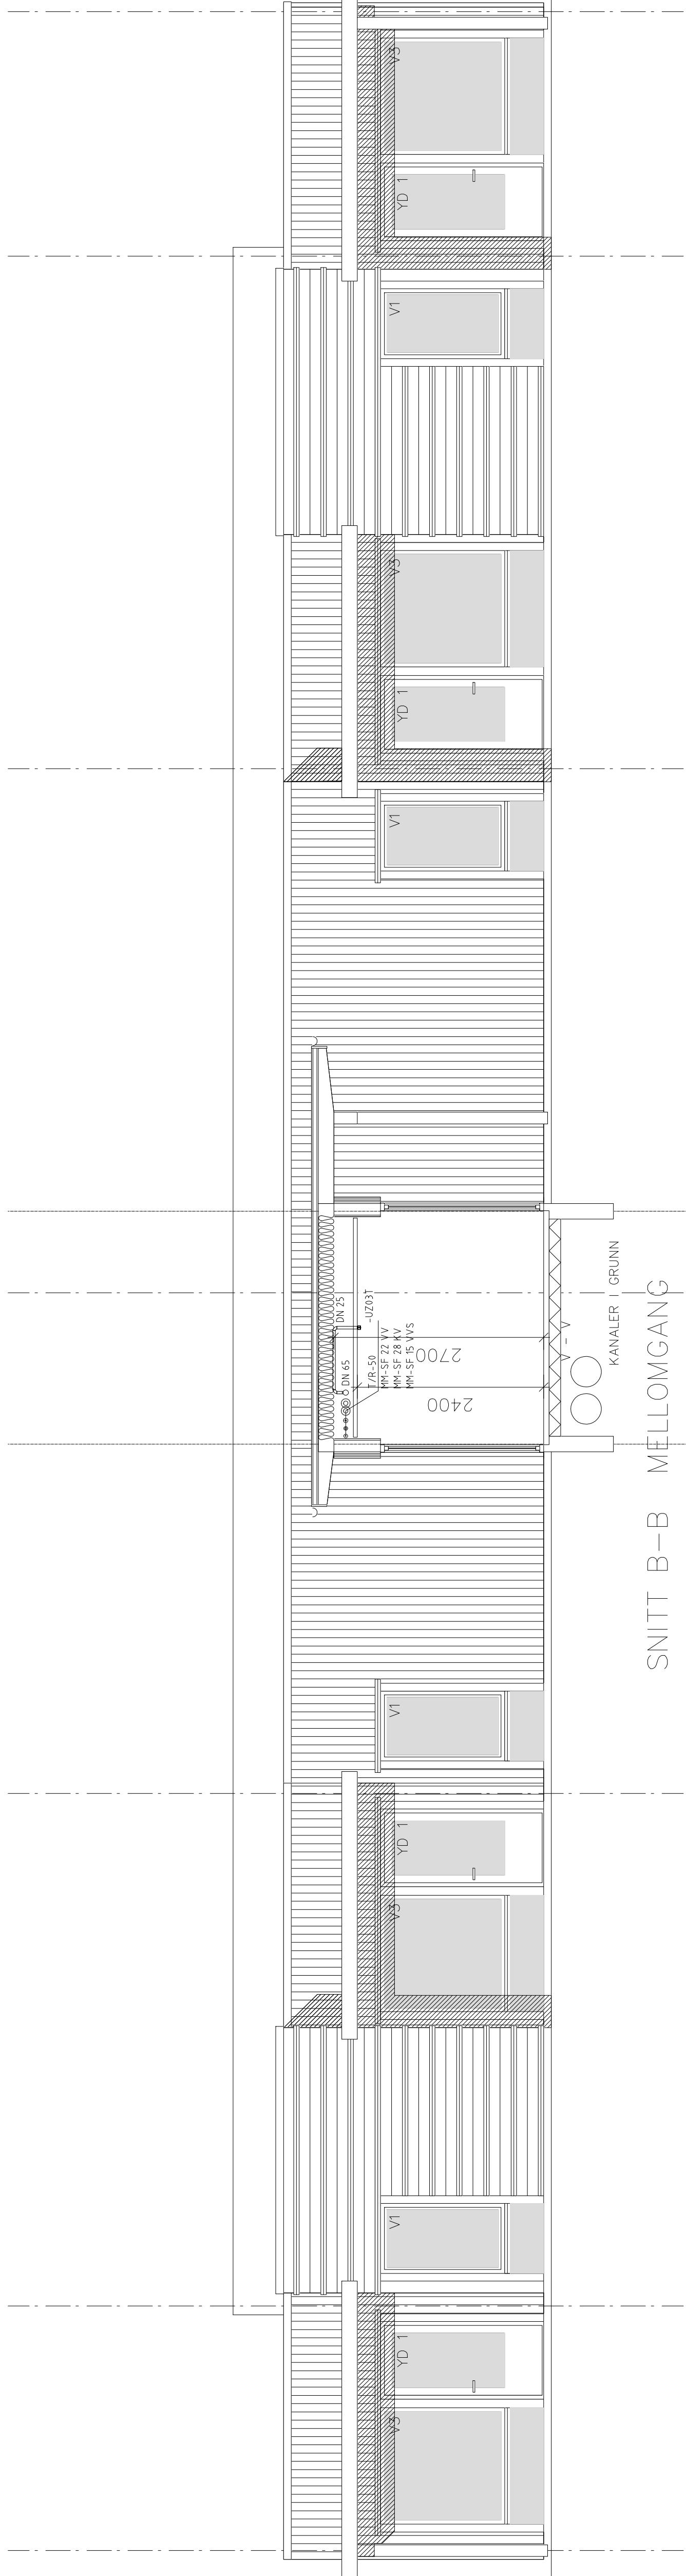 V3
YD 1
V1
V3
YD 1
V1
DN 65
DN 25
-UZ03T
T/R-50
MM-SF 22 VV
MM-SF 28 KV
MM-SF 15 VVS
2700
2400
V1
YD 1
V3
V1
YD 1
V3
V - V
KANALER I GRUNN
SNITT B-B MELLOMGANG